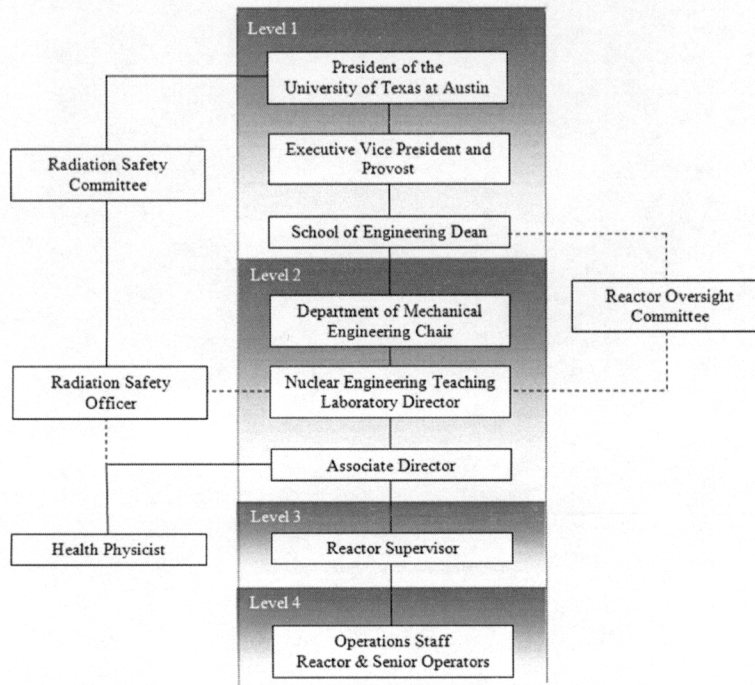 Level 1
President of the
University of Texas at Austin
Executive Vice President and
Provost
Radiation Safety
Committee
School of Engineering Dean
Level 2
Department of Mechanical
Engineering Chair
Reactor Oversight
Committee
Radiation Safety
Officer
Nuclear Engineering Teaching
Laboratory Director
Associate Director
Level 3
Health Physicist
Reactor Supervisor
Level 4
Operations Staff
Reactor & Senior Operators